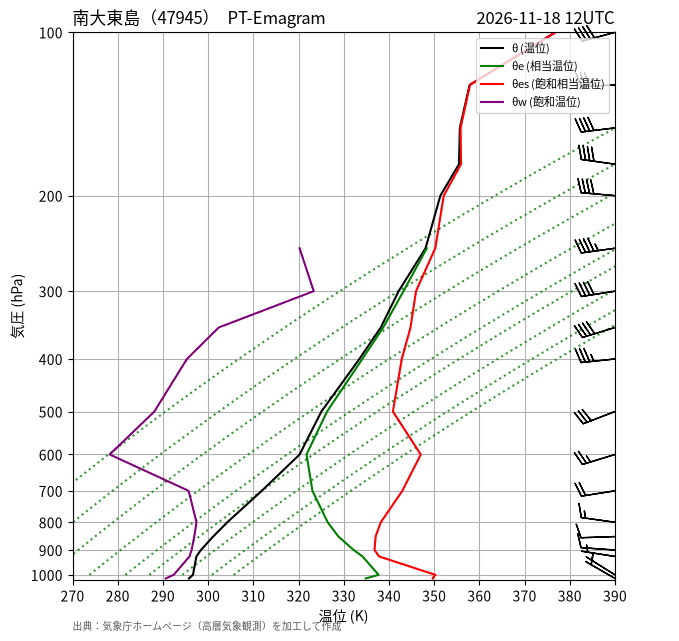 南大東島（47945） PT-Emagram
2026-11-18 12UTC
θ (温位)
θe (相当温位)
θes (飽和相当温位)
θw (飽和温位)
気圧 (hPa)
100
200
300
400
500
600
700
800
900
1000
270 280 290 300 310 320 330 340 350 360 370 380 390
温位 (K)
出典：気象庁ホームページ（高層気象観測）を加工して作成